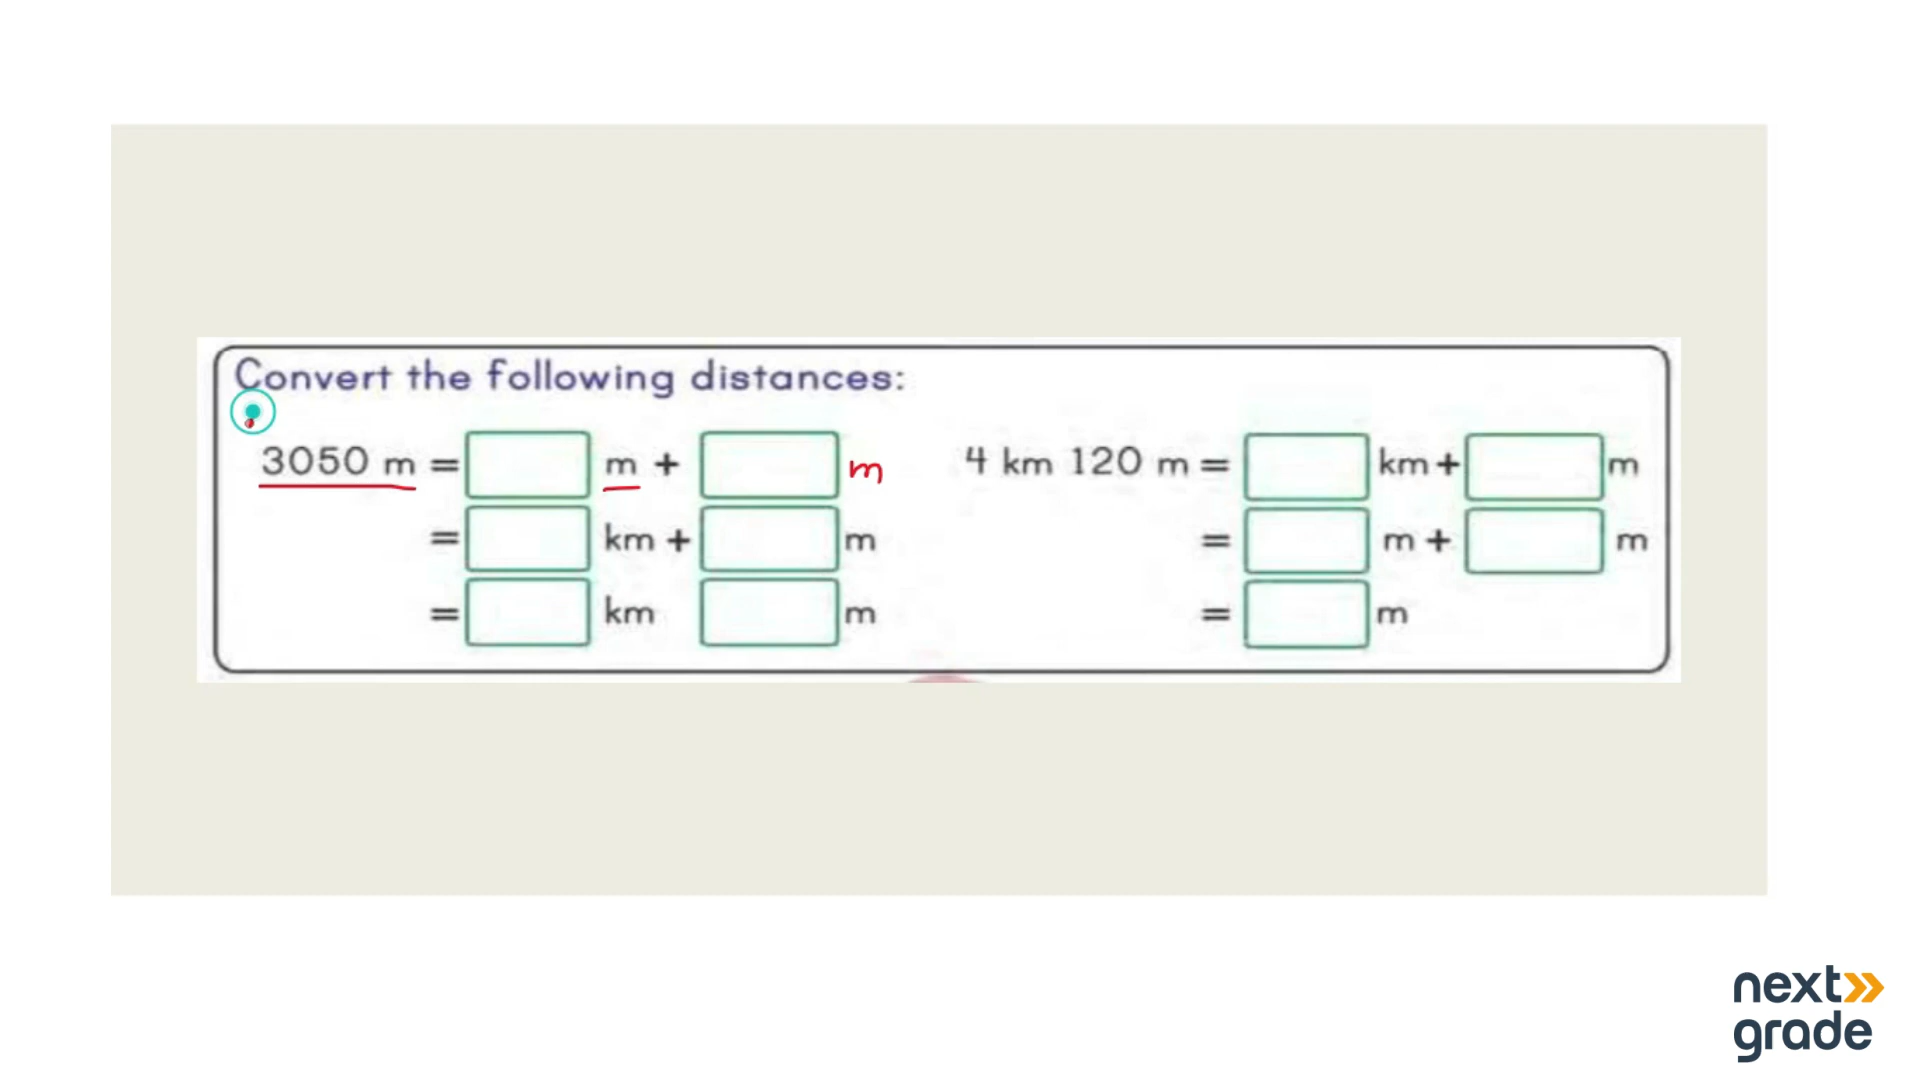 Convert the following distances:
3050 m = m + m
= km + m
= km m
4 km 120 m = km + m
= m + m
= m
next
grade